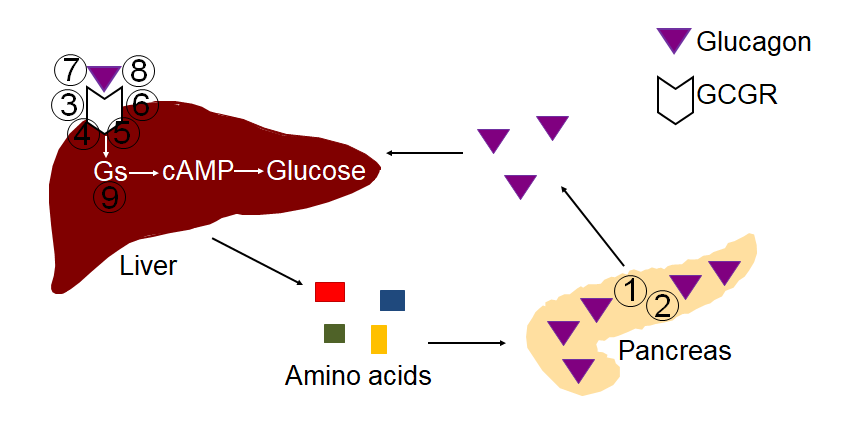 Glucagon
GCGR
7 8
3 6
4 5
Gs cAMP Glucose
9
Liver
1
2
Pancreas
Amino acids